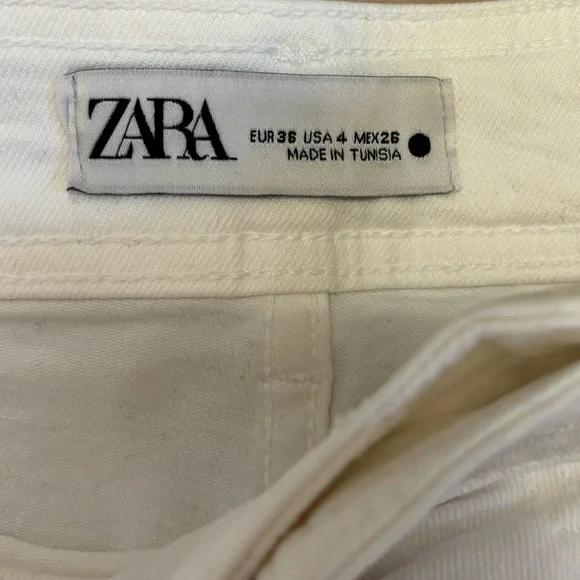 ZARA
EUR 36 USA 4 MEX 26
MADE IN TUNISIA